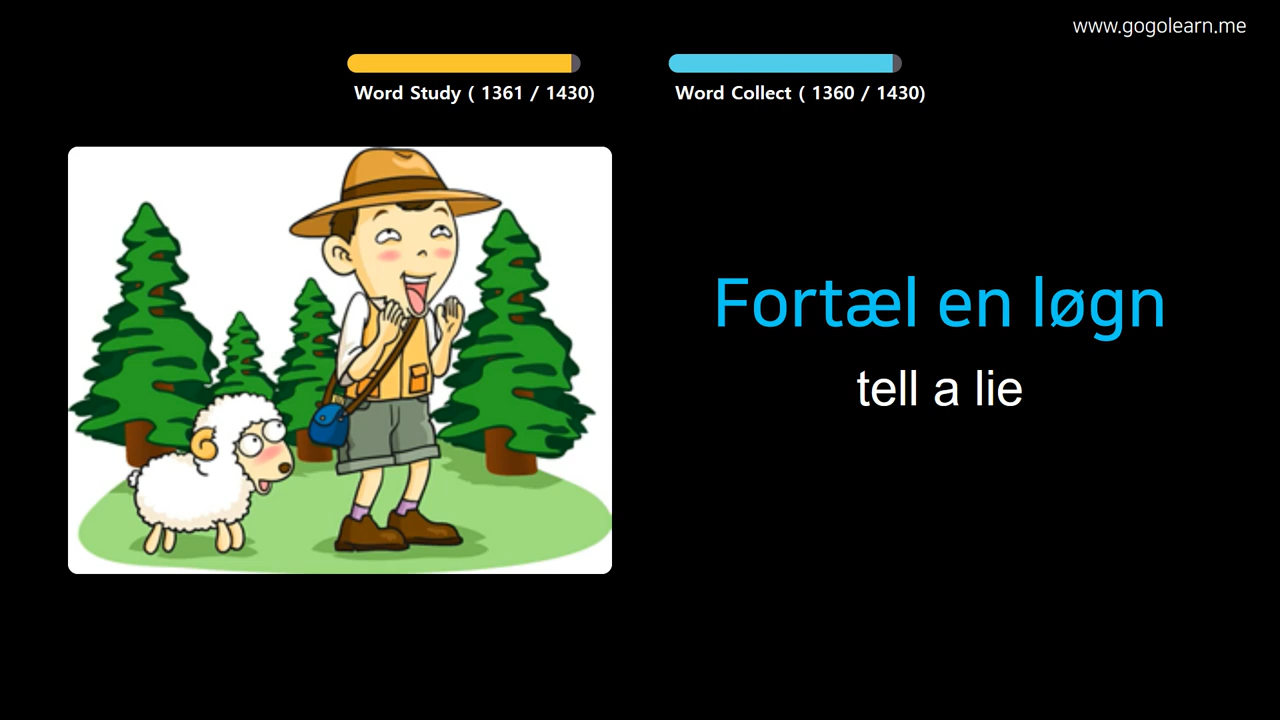 www.gogolearn.me
Word Study ( 1361 / 1430)
Word Collect ( 1360 / 1430)
Fortæl en løgn
tell a lie